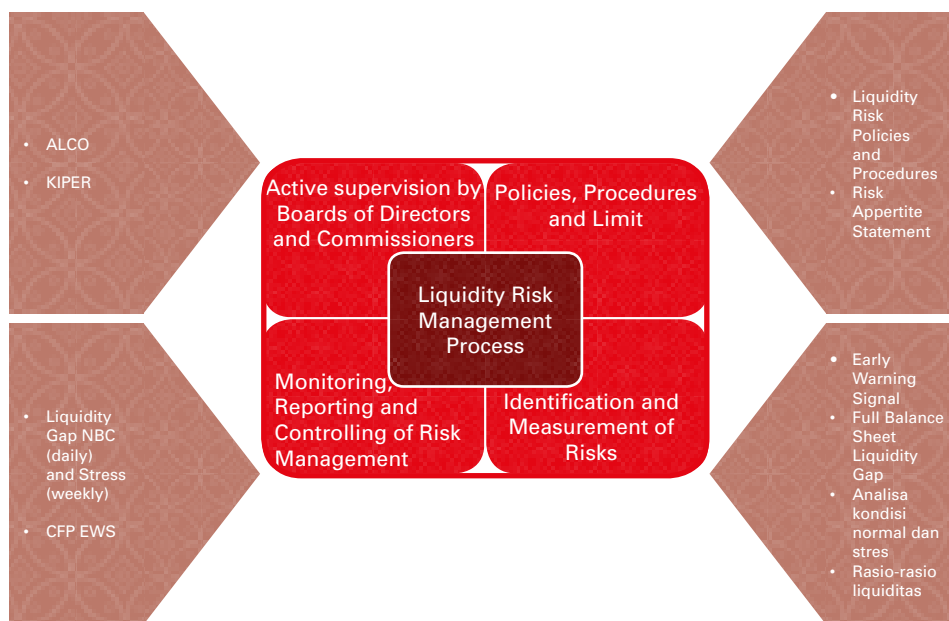 • ALCO
• KIPER
Active supervision by
Boards of Directors
and Commissioners
Policies, Procedures
and Limit
• Liquidity
Risk
Policies
and
Procedures
• Risk
Appertite
Statement
Liquidity Risk
Management
Process
• Liquidity
Gap NBC
(daily)
and Stress
(weekly)
• CFP EWS
Monitoring,
Reporting and
Controlling of Risk
Management
Identification and
Measurement of
Risks
• Early
Warning
Signal
• Full Balance
Sheet
Liquidity
Gap
• Analisa
kondisi
normal dan
stres
• Rasio-rasio
liquiditas